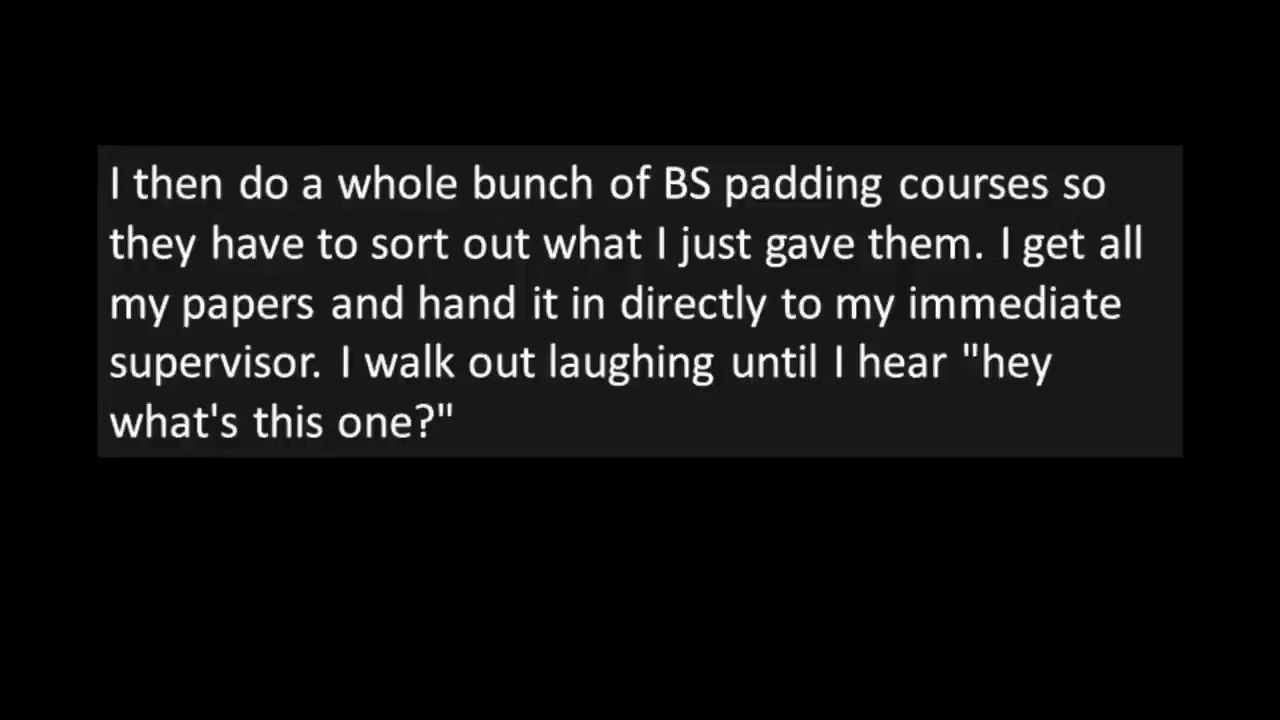 I then do a whole bunch of BS padding courses so
they have to sort out what I just gave them. I get all
my papers and hand it in directly to my immediate
supervisor. I walk out laughing until I hear "hey
what's this one?"